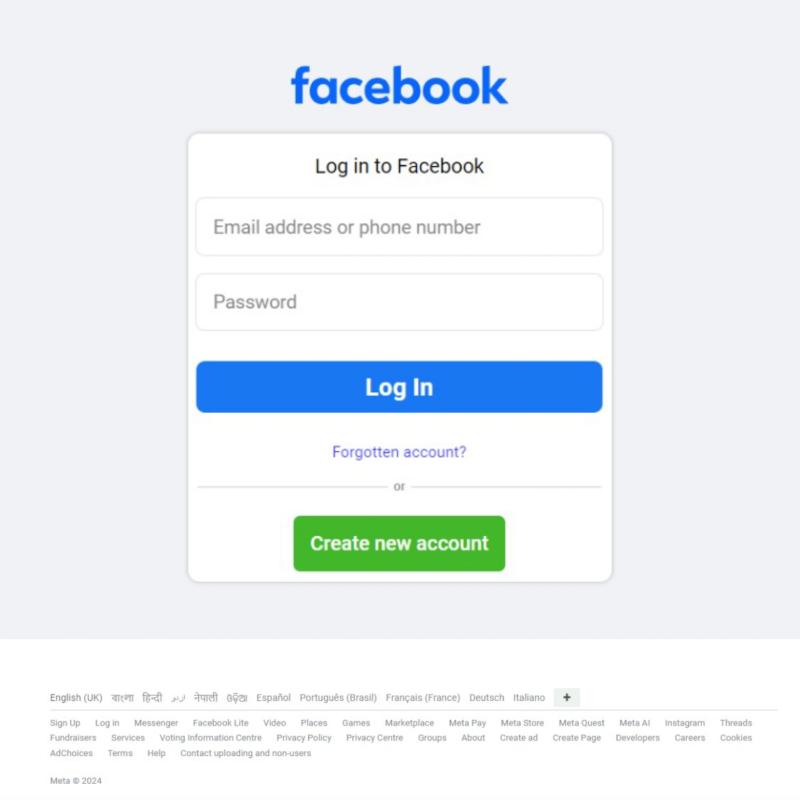 facebook
Log in to Facebook
Email address or phone number
Password
Log In
Forgotten account?
or
Create new account
English (UK) বাংলা हिन्दी اردو नेपाली ଓଡ଼ିଆ Español Português (Brasil) Français (France) Deutsch Italiano +
Sign Up Log in Messenger Facebook Lite Video Places Games Marketplace Meta Pay Meta Store Meta Quest Meta AI Instagram Threads
Fundraisers Services Voting Information Centre Privacy Policy Privacy Centre Groups About Create ad Create Page Developers Careers Cookies
AdChoices Terms Help Contact uploading and non-users
Meta © 2024